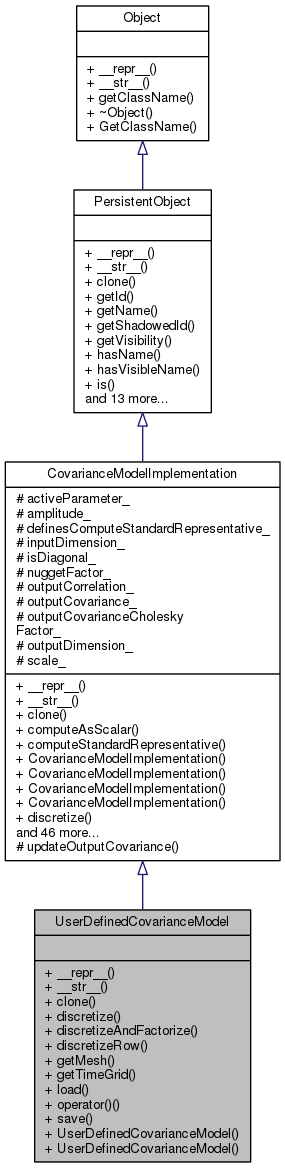 Object
+ __repr__()
+ __str__()
+ getClassName()
+ ~Object()
+ GetClassName()
PersistentObject
+ __repr__()
+ __str__()
+ clone()
+ getId()
+ getName()
+ getShadowedId()
+ getVisibility()
+ hasName()
+ hasVisibleName()
+ is()
and 13 more...
CovarianceModelImplementation
# activeParameter_
# amplitude_
# definesComputeStandardRepresentative_
# inputDimension_
# isDiagonal_
# nuggetFactor_
# outputCorrelation_
# outputCovariance_
# outputCovarianceCholesky
Factor_
# outputDimension_
# scale_
+ __repr__()
+ __str__()
+ clone()
+ computeAsScalar()
+ computeStandardRepresentative()
+ CovarianceModelImplementation()
+ CovarianceModelImplementation()
+ CovarianceModelImplementation()
+ CovarianceModelImplementation()
+ discretize()
and 46 more...
# updateOutputCovariance()
UserDefinedCovarianceModel
+ __repr__()
+ __str__()
+ clone()
+ discretize()
+ discretizeAndFactorize()
+ discretizeRow()
+ getMesh()
+ getTimeGrid()
+ load()
+ operator()()
+ save()
+ UserDefinedCovarianceModel()
+ UserDefinedCovarianceModel()